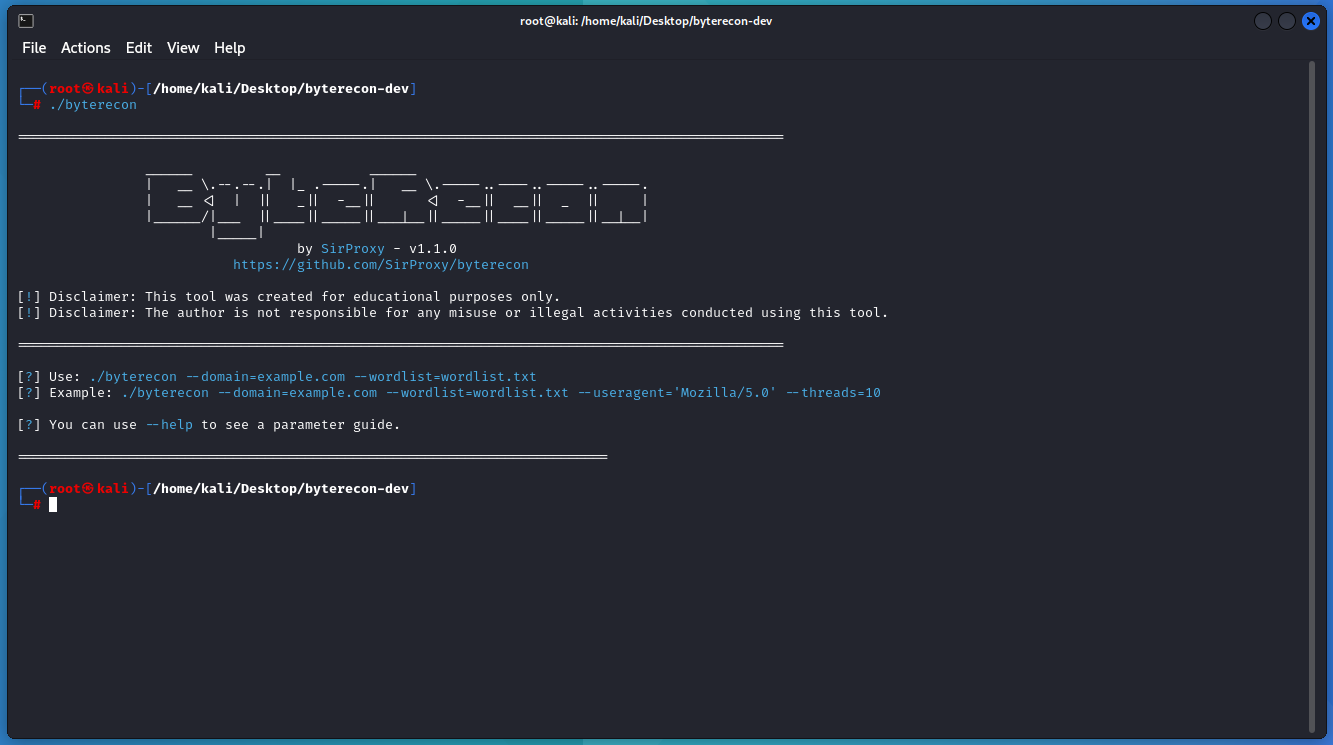 root@kali: /home/kali/Desktop/byterecon-dev
File Actions Edit View Help
┌──(root㉿kali)-[/home/kali/Desktop/byterecon-dev]
└─# ./byterecon
ByteRecon
by SirProxy - v1.1.0
https://github.com/SirProxy/byterecon
[!] Disclaimer: This tool was created for educational purposes only.
[!] Disclaimer: The author is not responsible for any misuse or illegal activities conducted using this tool.
[?] Use: ./byterecon --domain=example.com --wordlist=wordlist.txt
[?] Example: ./byterecon --domain=example.com --wordlist=wordlist.txt --useragent='Mozilla/5.0' --threads=10
[?] You can use --help to see a parameter guide.
┌──(root㉿kali)-[/home/kali/Desktop/byterecon-dev]
└─#